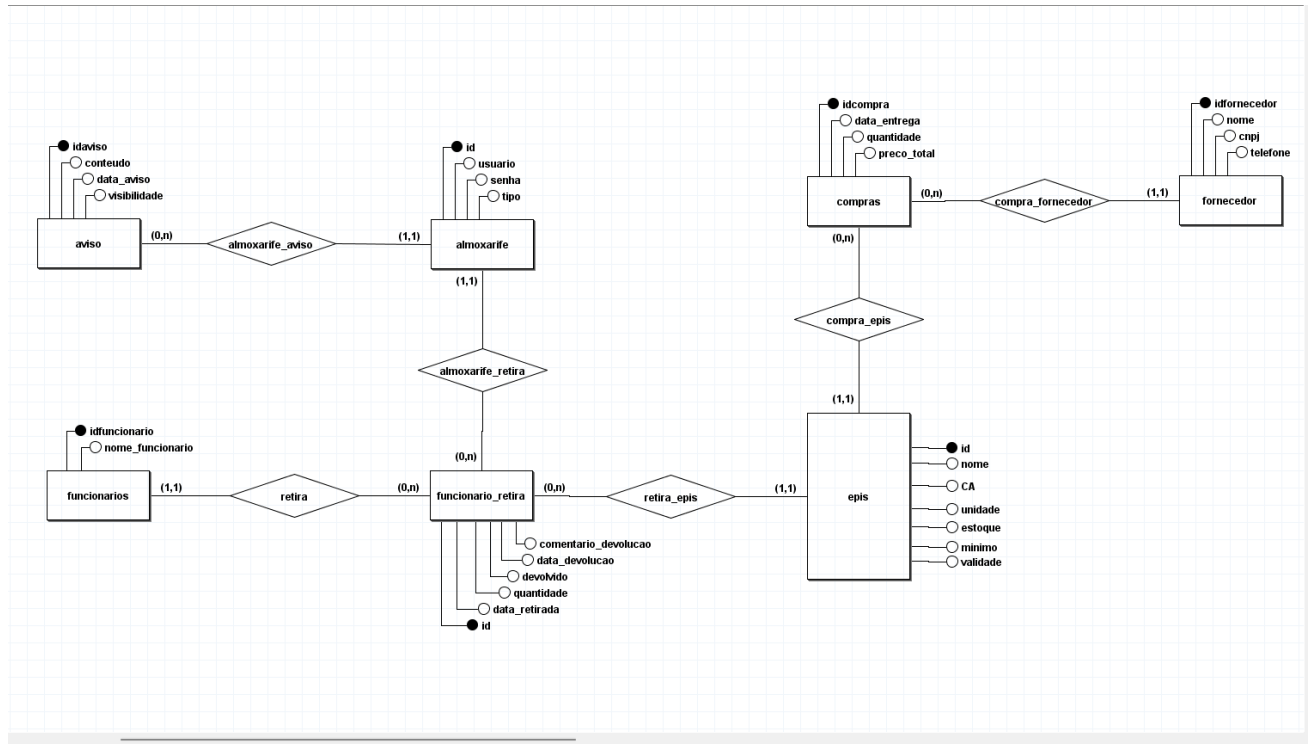 idaviso
conteudo
data_aviso
visibilidade
aviso
(0,n)
almoxarife_aviso
(1,1)
id
usuario
senha
tipo
almoxarife
(1,1)
almoxarife_retira
(0,n)
idfuncionario
nome_funcionario
funcionarios
(1,1)
retira
(0,n)
funcionario_retira
(0,n)
retira_epis
(1,1)
comentario_devolucao
data_devolucao
devolvido
quantidade
data_retirada
id
idcompra
data_entrega
quantidade
preco_total
compras
(0,n)
compra_fornecedor
(1,1)
idfornecedor
nome
cnpj
telefone
fornecedor
(0,n)
compra_epis
(1,1)
epis
id
nome
CA
unidade
estoque
minimo
validade